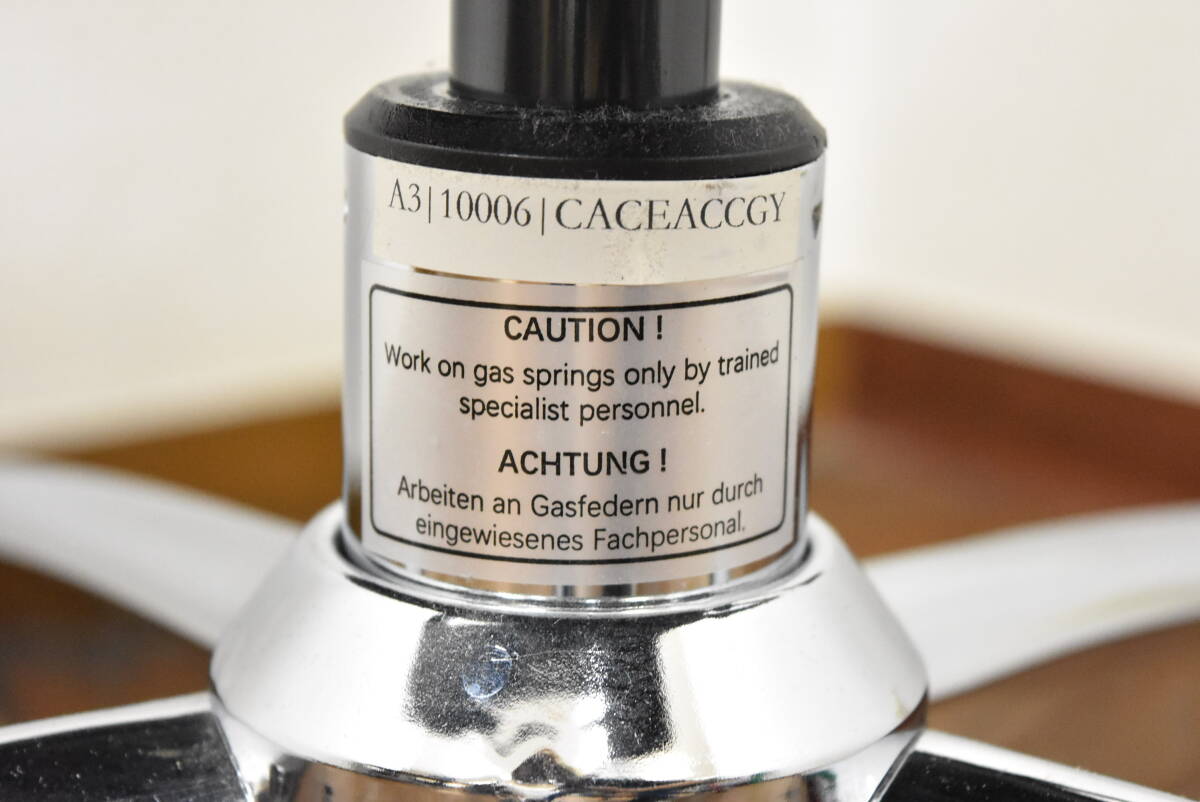 A3|10006|CACEACCGY
CAUTION !
Work on gas springs only by trained
specialist personnel.
ACHTUNG !
Arbeiten an Gasfedern nur durch
eingewiesenes Fachpersonal.